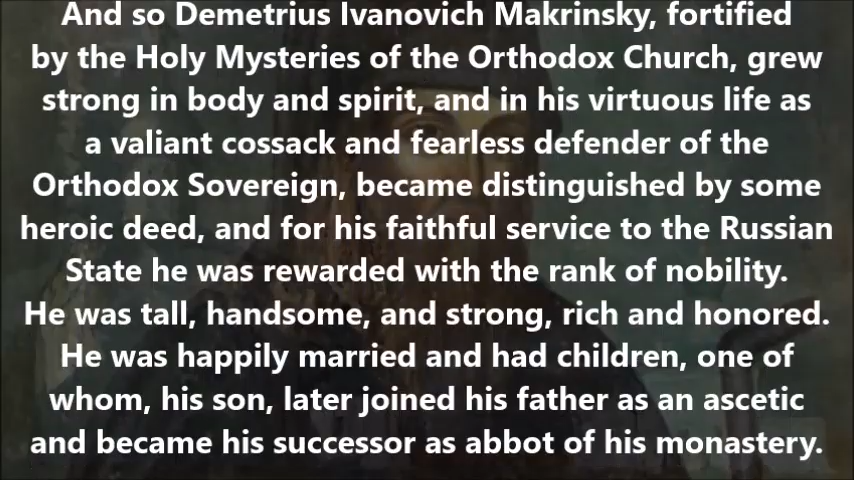 And so Demetrius Ivanovich Makrinsky, fortified
by the Holy Mysteries of the Orthodox Church, grew
strong in body and spirit, and in his virtuous life as
a valiant cossack and fearless defender of the
Orthodox Sovereign, became distinguished by some
heroic deed, and for his faithful service to the Russian
State he was rewarded with the rank of nobility.
He was tall, handsome, and strong, rich and honored.
He was happily married and had children, one of
whom, his son, later joined his father as an ascetic
and became his successor as abbot of his monastery.